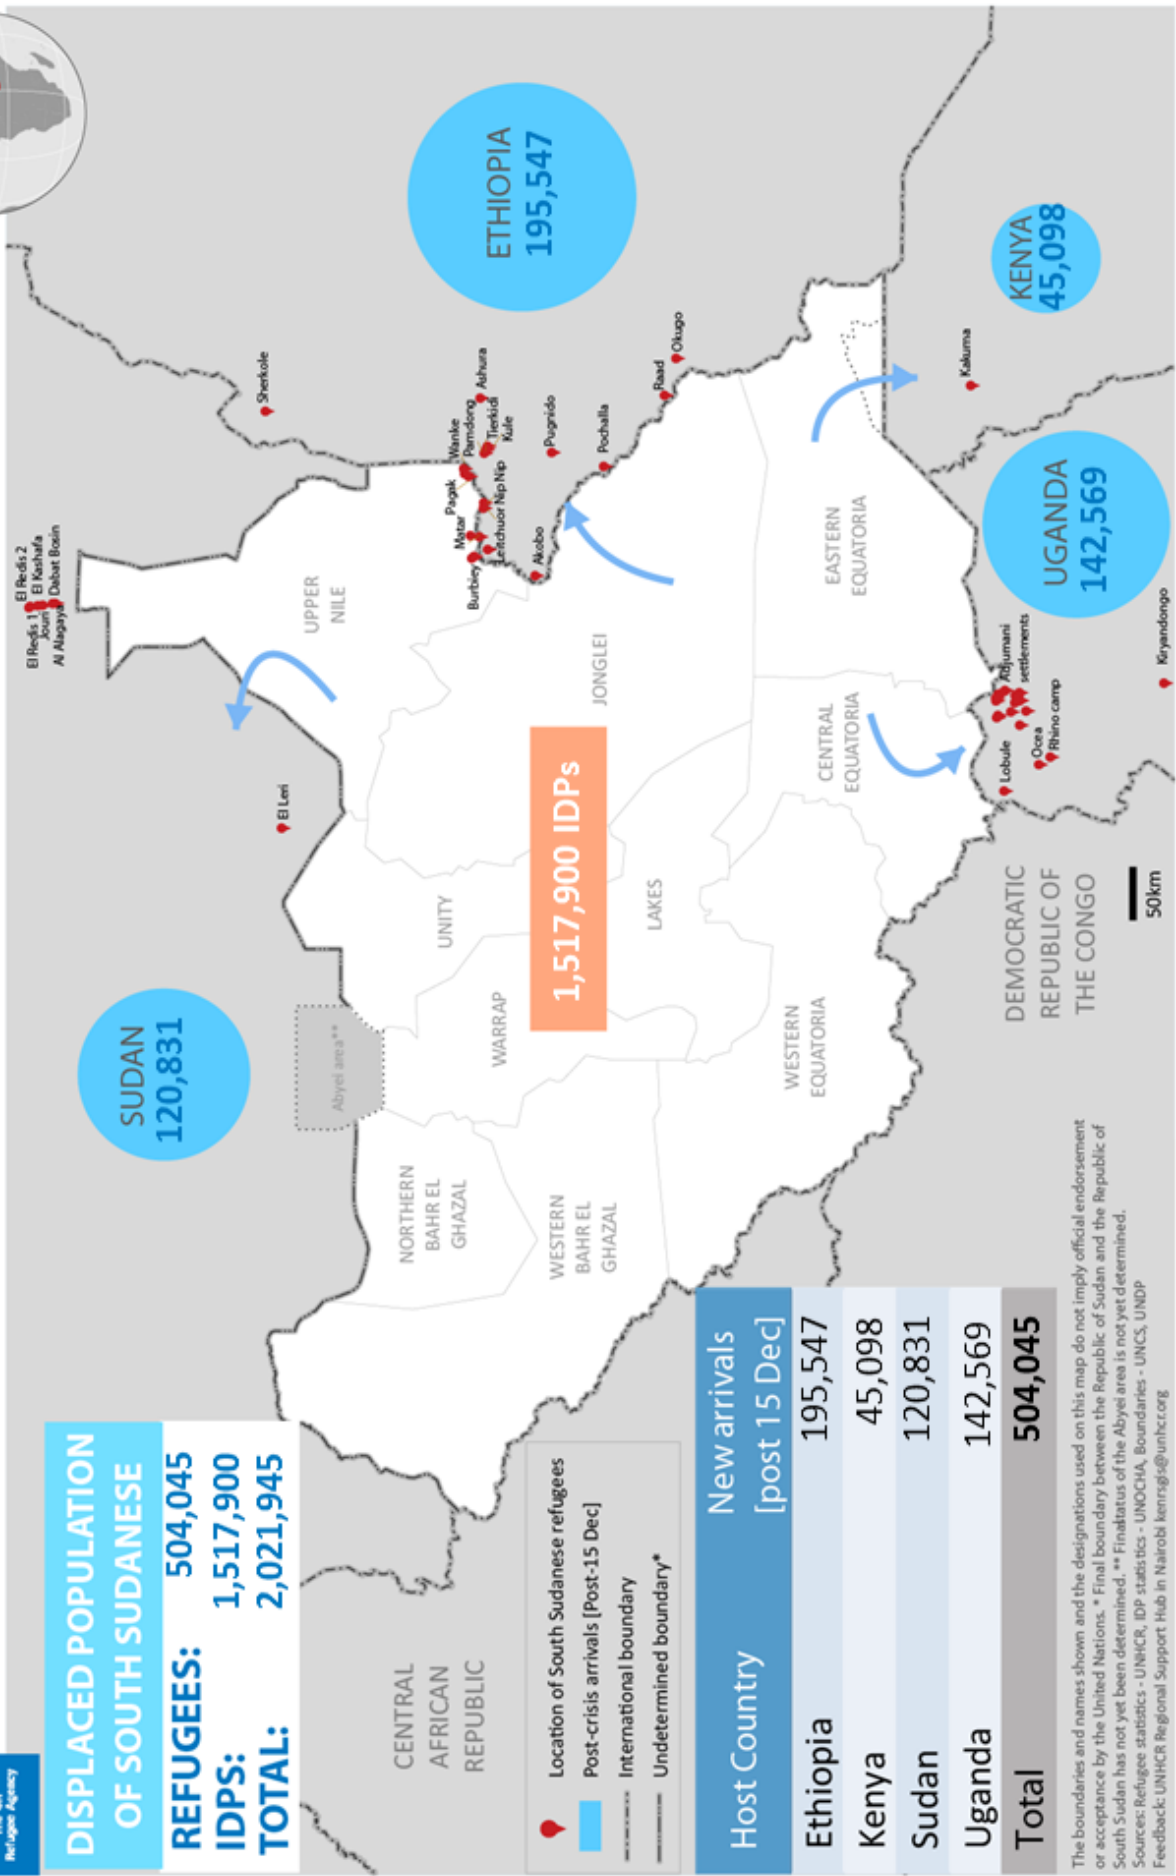 Refugee Agency
DISPLACED POPULATION
OF SOUTH SUDANESE
REFUGEES: 504,045
IDPS: 1,517,900
TOTAL: 2,021,945
SUDAN
120,831
El Redis 2
El Redis 1
El Kashafa
Jouri
Dabat Bosin
Al Alagaya
El Leri
Sherkole
Abyei area**
UPPER
NILE
UNITY
NORTHERN
BAHR EL
GHAZAL
WARRAP
WESTERN
BAHR EL
GHAZAL
1,517,900 IDPs
JONGLEI
LAKES
WESTERN
EQUATORIA
CENTRAL
EQUATORIA
EASTERN
EQUATORIA
Wanke
Pamdong
Ashura
Pagak
Tierkidi
Kule
Matar
Nip Nip
Leitchuor
Burbiey
Akobo
Pugnido
Pochalla
Raad
Okugo
ETHIOPIA
195,547
KENYA
45,098
Kakuma
UGANDA
142,569
Adjumani
settlements
Lobule
Ocea
Rhino camp
Kiryandongo
CENTRAL
AFRICAN
REPUBLIC
DEMOCRATIC
REPUBLIC OF
THE CONGO
50km
Location of South Sudanese refugees
Post-crisis arrivals [Post-15 Dec]
International boundary
Undetermined boundary*
Host Country New arrivals
[post 15 Dec]
Ethiopia 195,547
Kenya 45,098
Sudan 120,831
Uganda 142,569
Total 504,045
The boundaries and names shown and the designations used on this map do not imply official endorsement
or acceptance by the United Nations. * Final boundary between the Republic of Sudan and the Republic of
South Sudan has not yet been determined. ** Final status of the Abyei area is not yet determined.
Sources: Refugee statistics - UNHCR, IDP statistics - UNOCHA, Boundaries - UNCS, UNDP
Feedback: UNHCR Regional Support Hub in Nairobi kenrsgis@unhcr.org